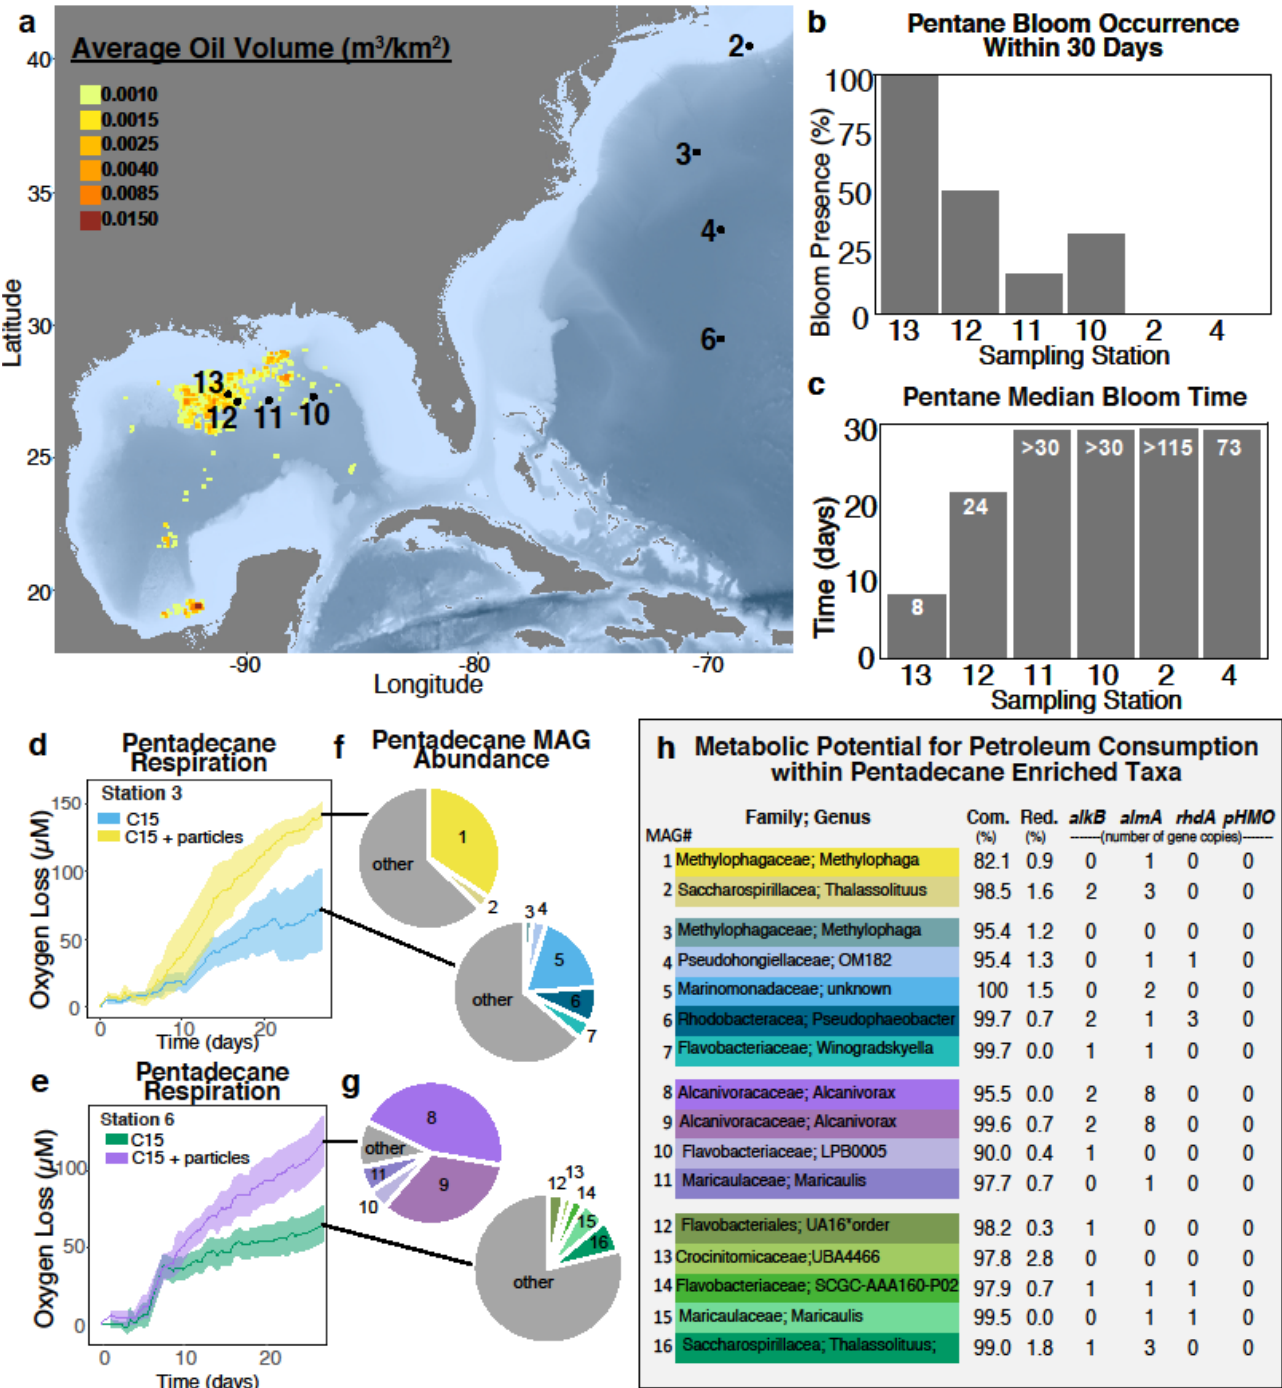 a
Average Oil Volume (m³/km²)
0.0010
0.0015
0.0025
0.0040
0.0085
0.0150
2
3
4
6
13
12
11
10
40
35
30
25
20
Latitude
-90
-80
-70
Longitude
b
Pentane Bloom Occurrence
Within 30 Days
Bloom Presence (%)
100
75
50
25
0
13 12 11 10 2 4
Sampling Station
c
Pentane Median Bloom Time
Time (days)
30
20
10
0
8
24
>30
>30
>115
73
13 12 11 10 2 4
Sampling Station
d
Pentadecane
Respiration
Station 3
C15
C15 + particles
Oxygen Loss (µM)
150
100
50
0
0 10 20
Time (days)
f
Pentadecane MAG
Abundance
other
1
2
3
4
5
6
7
other
e
Pentadecane
Respiration
Station 6
C15
C15 + particles
Oxygen Loss (µM)
100
50
0
0 10 20
Time (days)
g
8
other
11
10
9
12
13
14
15
16
other
h Metabolic Potential for Petroleum Consumption
within Pentadecane Enriched Taxa
Family; Genus Com. Red. alkB almA rhdA pHMO
MAG# (%) (%) ------(number of gene copies)-------
1 Methylophagaceae; Methylophaga 82.1 0.9 0 1 0 0
2 Saccharospirillacea; Thalassolituus 98.5 1.6 2 3 0 0
3 Methylophagaceae; Methylophaga 95.4 1.2 0 0 0 0
4 Pseudohongiellaceae; OM182 95.4 1.3 0 1 1 0
5 Marinomonadaceae; unknown 100 1.5 0 2 0 0
6 Rhodobacteracea; Pseudophaeobacter 99.7 0.7 2 1 3 0
7 Flavobacteriaceae; Winogradskyella 99.7 0.0 1 1 0 0
8 Alcanivoracaceae; Alcanivorax 95.5 0.0 2 8 0 0
9 Alcanivoracaceae; Alcanivorax 99.6 0.7 2 8 0 0
10 Flavobacteriaceae; LPB0005 90.0 0.4 1 0 0 0
11 Maricaulaceae; Maricaulis 97.7 0.7 0 1 0 0
12 Flavobacteriales; UA16*order 98.2 0.3 1 0 0 0
13 Crocinitomicaceae;UBA4466 97.8 2.8 0 0 0 0
14 Flavobacteriaceae; SCGC-AAA160-P02 97.9 0.7 1 1 1 0
15 Maricaulaceae; Maricaulis 99.5 0.0 0 1 1 0
16 Saccharospirillacea; Thalassolituus; 99.0 1.8 1 3 0 0